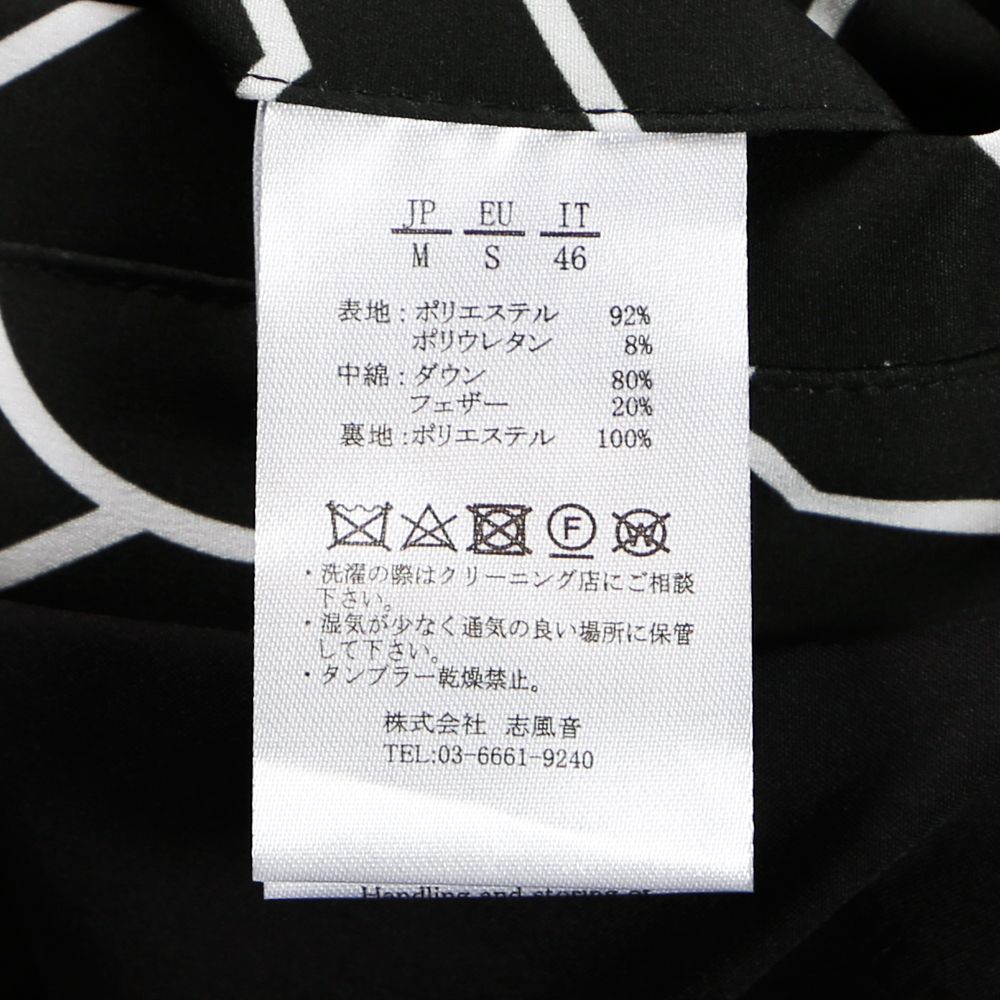 JP EU IT
M S 46
表地：ポリエステル 92%
ポリウレタン 8%
中綿：ダウン 80%
フェザー 20%
裏地：ポリエステル 100%
F W
・洗濯の際はクリーニング店にご相談
下さい。
・湿気が少なく通気の良い場所に保管
して下さい。
・タンブラー乾燥禁止。
株式会社 志風音
TEL:03-6661-9240
Handling and storing of